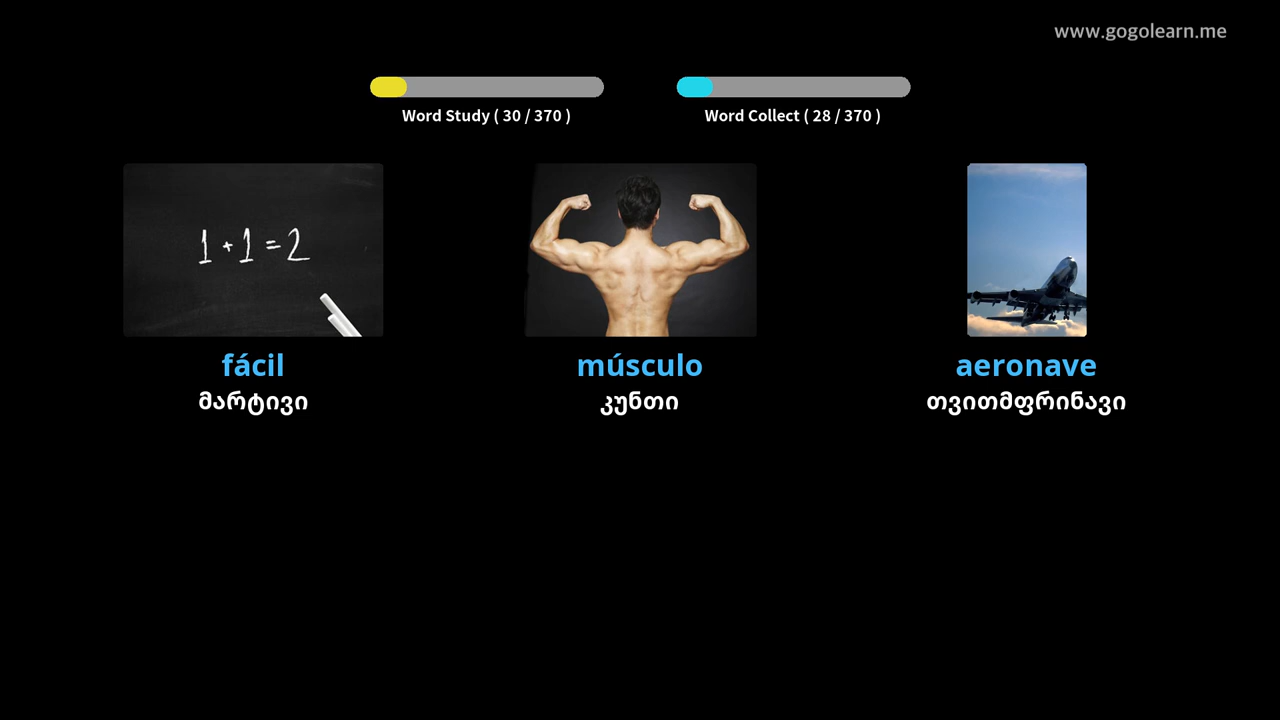 www.gogolearn.me
Word Study ( 30 / 370 )
Word Collect ( 28 / 370 )
1 + 1 = 2
fácil
músculo
aeronave
მარტივი
კუნთი
თვითმფრინავი